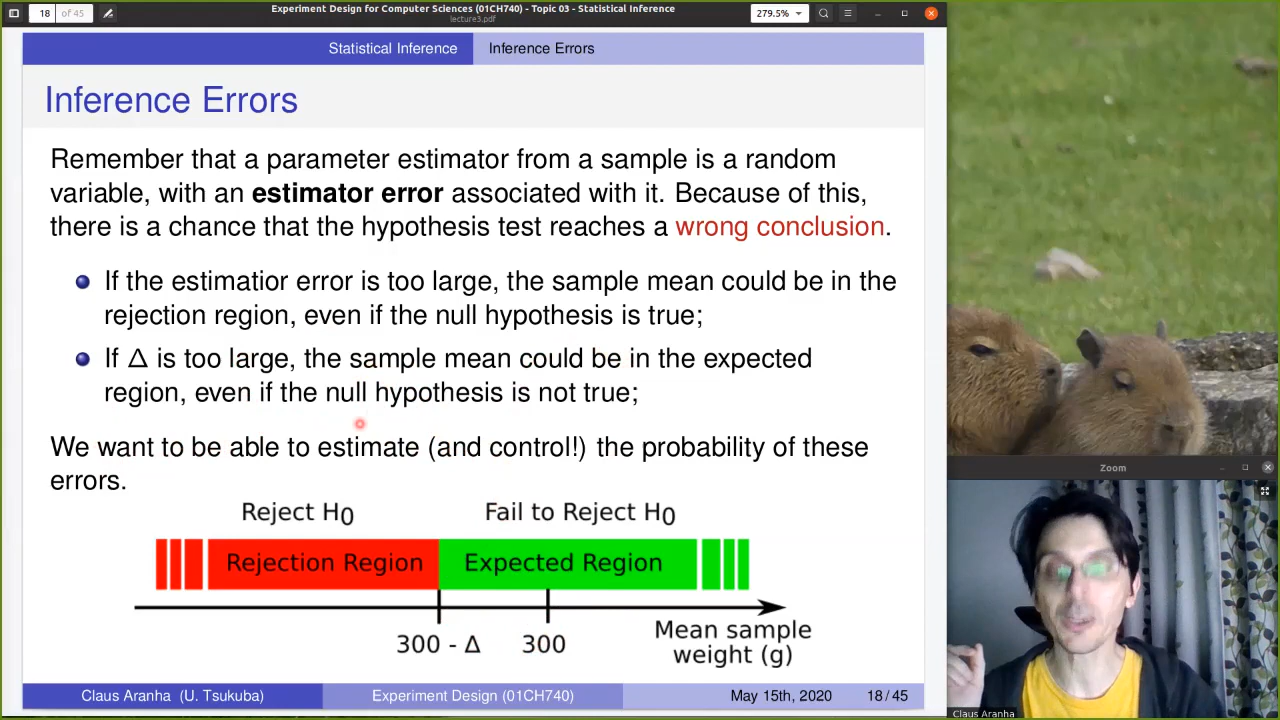 18 of 45
Experiment Design for Computer Sciences (01CH740) - Topic 03 - Statistical Inference
lecture3.pdf
279.5%
Statistical Inference Inference Errors
Inference Errors
Remember that a parameter estimator from a sample is a random
variable, with an estimator error associated with it. Because of this,
there is a chance that the hypothesis test reaches a wrong conclusion.
If the estimatior error is too large, the sample mean could be in the
rejection region, even if the null hypothesis is true;
If Δ is too large, the sample mean could be in the expected
region, even if the null hypothesis is not true;
We want to be able to estimate (and control!) the probability of these
errors.
Reject H0 Fail to Reject H0
Rejection Region Expected Region
300 - Δ 300 Mean sample
weight (g)
Claus Aranha (U. Tsukuba) Experiment Design (01CH740) May 15th, 2020 18 / 45
Zoom
Claus Aranha